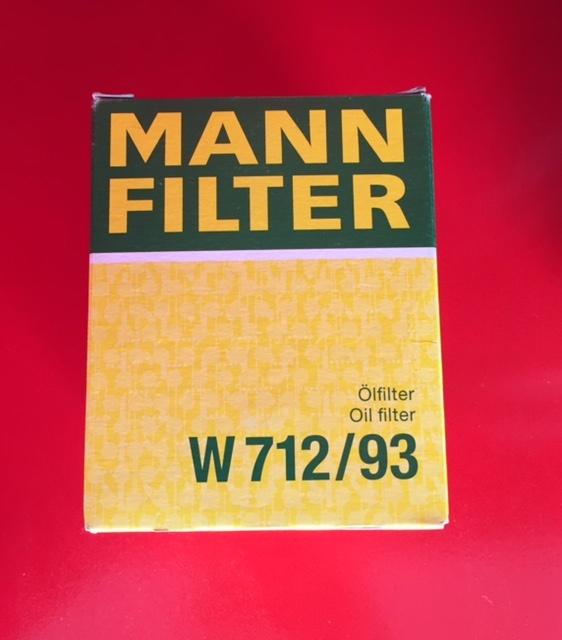 MANN
FILTER
Ölfilter
Oil filter
W 712/93